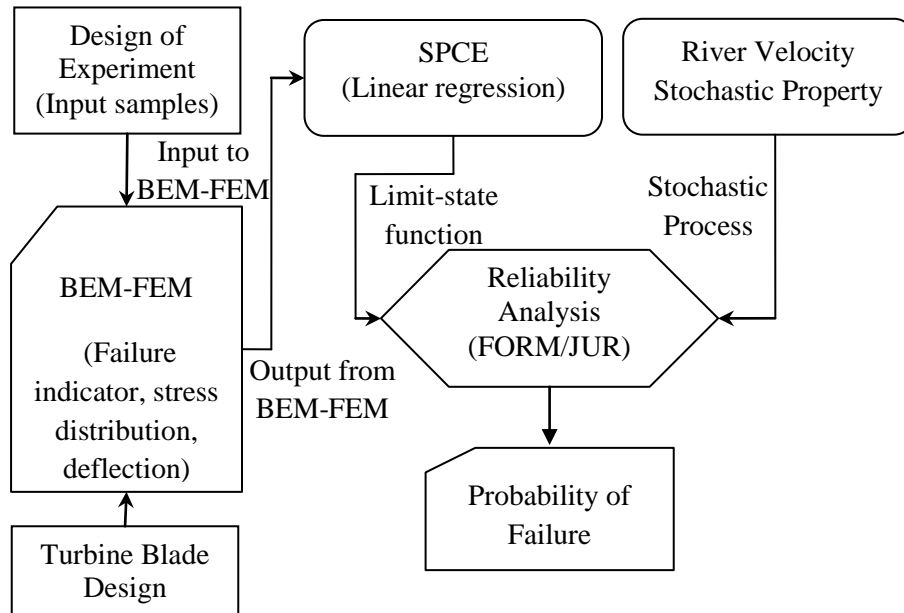 Design of
Experiment
(Input samples)
SPCE
(Linear regression)
River Velocity
Stochastic Property
Input to
BEM-FEM
Limit-state
function
Stochastic
Process
BEM-FEM
(Failure
indicator, stress
distribution,
deflection)
Output from
BEM-FEM
Reliability
Analysis
(FORM/JUR)
Probability of
Failure
Turbine Blade
Design